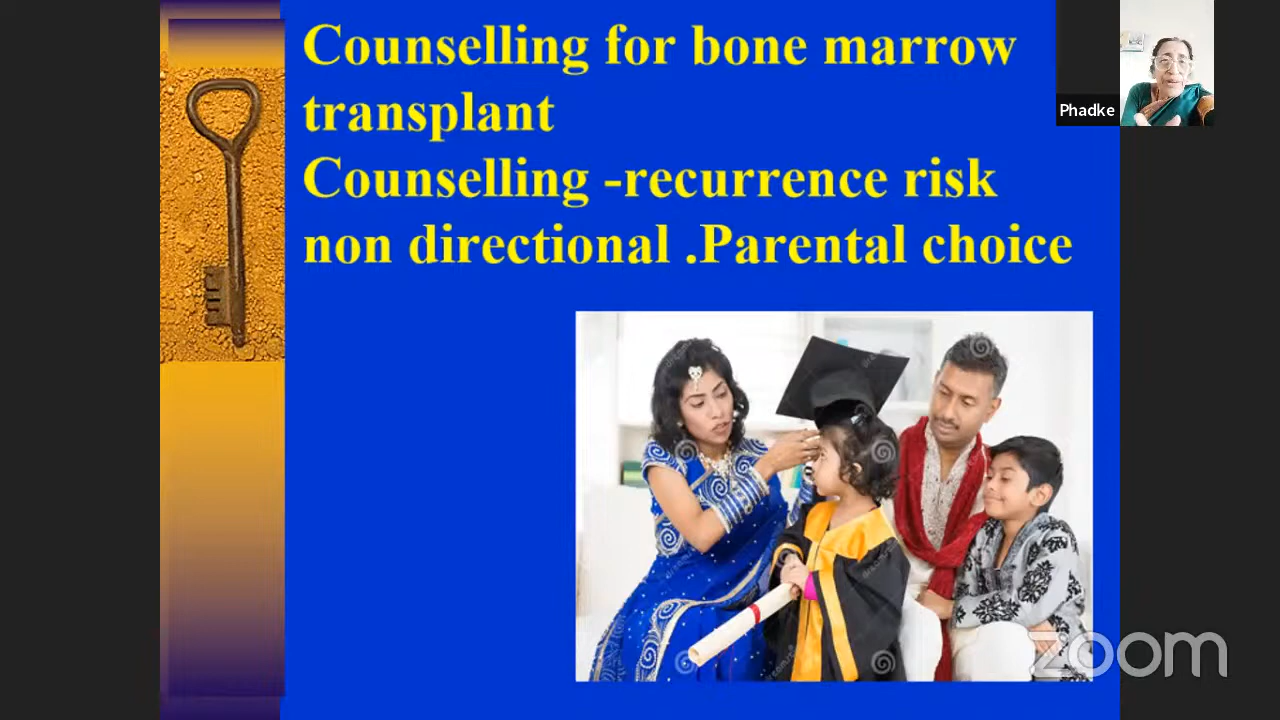 Counselling for bone marrow
transplant
Counselling -recurrence risk
non directional .Parental choice
Phadke
zoom